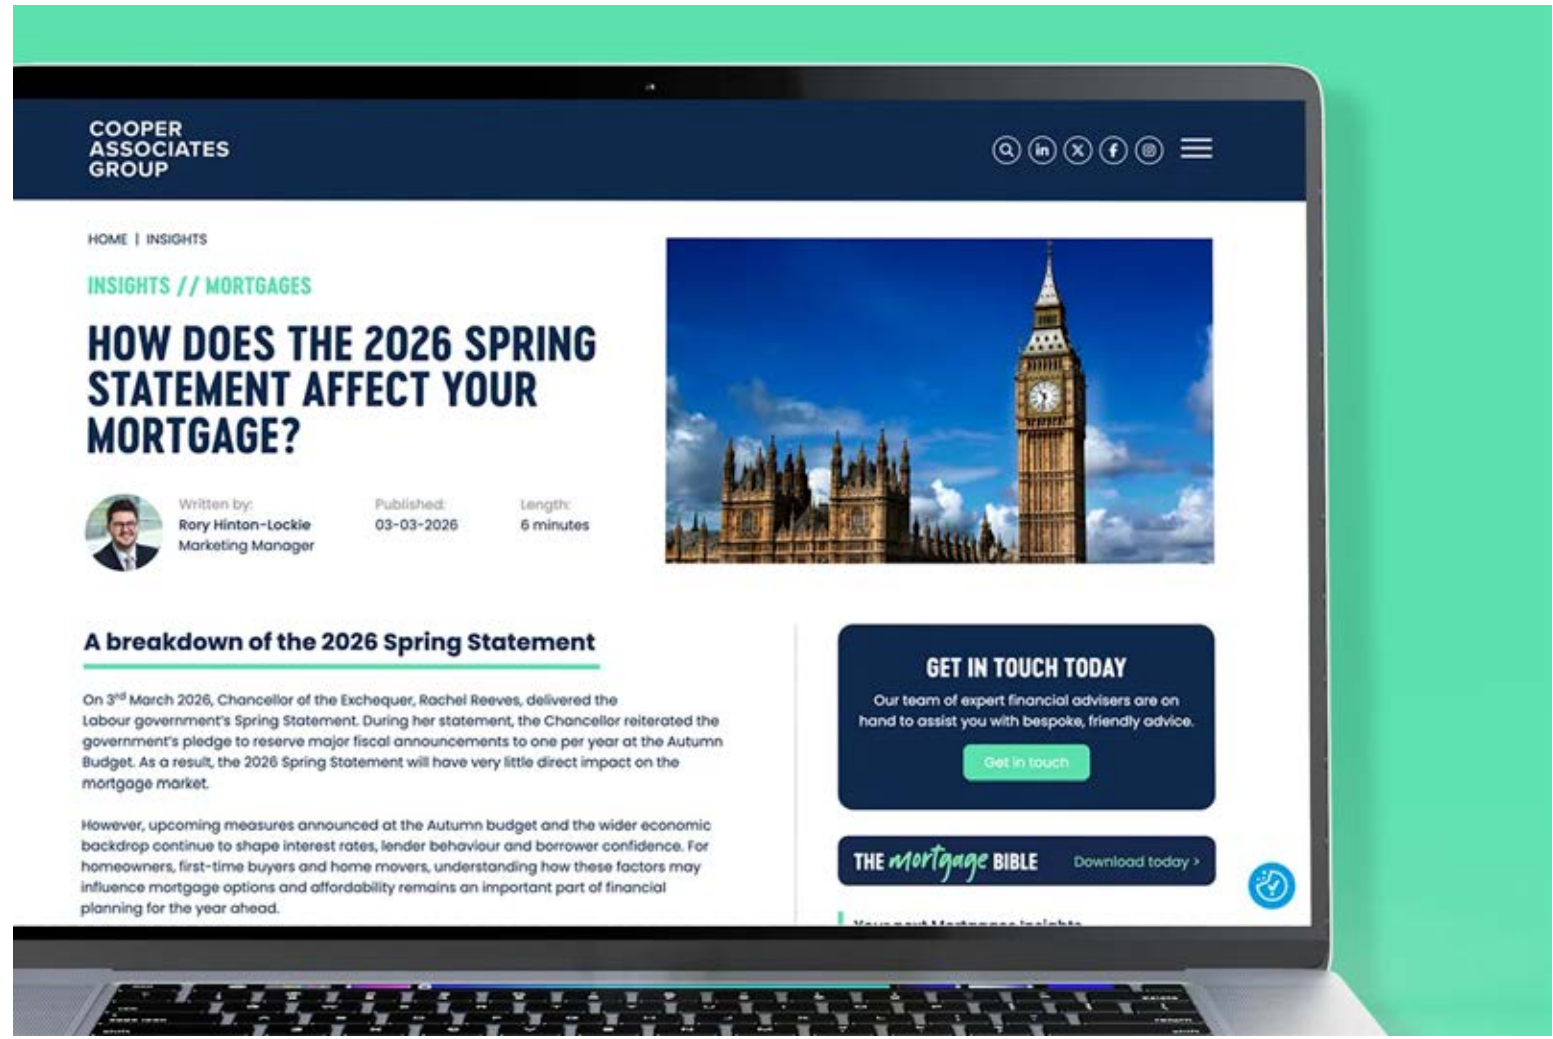 COOPER
ASSOCIATES
GROUP
HOME | INSIGHTS
INSIGHTS // MORTGAGES
HOW DOES THE 2026 SPRING
STATEMENT AFFECT YOUR
MORTGAGE?
Written by:
Rory Hinton-Lockie
Marketing Manager
Published:
03-03-2026
Length:
6 minutes
A breakdown of the 2026 Spring Statement
On 3rd March 2026, Chancellor of the Exchequer, Rachel Reeves, delivered the
Labour government's Spring Statement. During her statement, the Chancellor reiterated the
government's pledge to reserve major fiscal announcements to one per year at the Autumn
Budget. As a result, the 2026 Spring Statement will have very little direct impact on the
mortgage market.
However, upcoming measures announced at the Autumn budget and the wider economic
backdrop continue to shape interest rates, lender behaviour and borrower confidence. For
homeowners, first-time buyers and home movers, understanding how these factors may
influence mortgage options and affordability remains an important part of financial
planning for the year ahead.
GET IN TOUCH TODAY
Our team of expert financial advisers are on
hand to assist you with bespoke, friendly advice.
Get in touch
THE mortgage BIBLE
Download today >